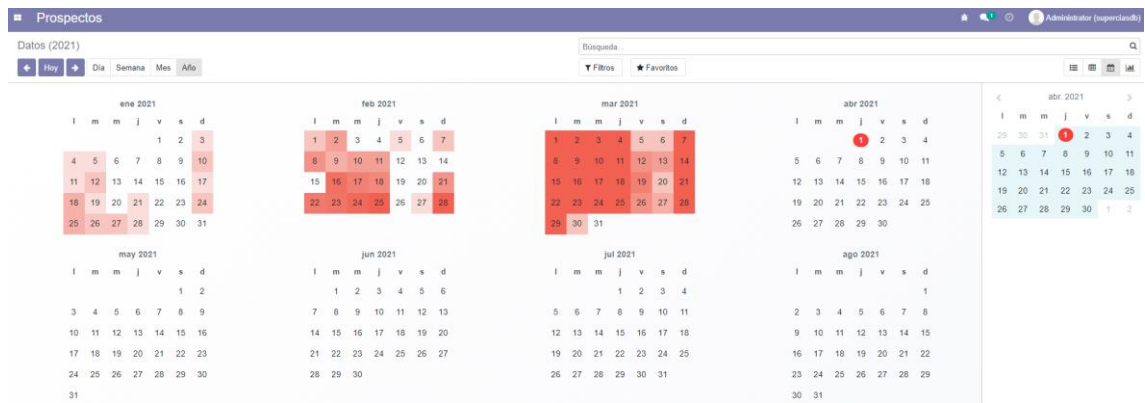 Prospectos 1 Administrator (superclasdb)
Datos (2021) Búsqueda...
Hoy Día Semana Mes Año Filtros Favoritos
ene 2021 feb 2021 mar 2021 abr 2021 abr. 2021
l m m j v s d l m m j v s d l m m j v s d l m m j v s d l m m j v s d
1 2 3 1 2 3 4 5 6 7 1 2 3 4 5 6 7 1 2 3 4 29 30 31 1 2 3 4
4 5 6 7 8 9 10 8 9 10 11 12 13 14 8 9 10 11 12 13 14 5 6 7 8 9 10 11 5 6 7 8 9 10 11
11 12 13 14 15 16 17 15 16 17 18 19 20 21 15 16 17 18 19 20 21 12 13 14 15 16 17 18 12 13 14 15 16 17 18
18 19 20 21 22 23 24 22 23 24 25 26 27 28 22 23 24 25 26 27 28 19 20 21 22 23 24 25 19 20 21 22 23 24 25
25 26 27 28 29 30 31 29 30 31 26 27 28 29 30 26 27 28 29 30 1 2
may 2021 jun 2021 jul 2021 ago 2021
l m m j v s d l m m j v s d l m m j v s d l m m j v s d
1 2 1 2 3 4 5 6 1 2 3 4 1
3 4 5 6 7 8 9 7 8 9 10 11 12 13 5 6 7 8 9 10 11 2 3 4 5 6 7 8
10 11 12 13 14 15 16 14 15 16 17 18 19 20 12 13 14 15 16 17 18 9 10 11 12 13 14 15
17 18 19 20 21 22 23 21 22 23 24 25 26 27 19 20 21 22 23 24 25 16 17 18 19 20 21 22
24 25 26 27 28 29 30 28 29 30 26 27 28 29 30 31 23 24 25 26 27 28 29
31 30 31